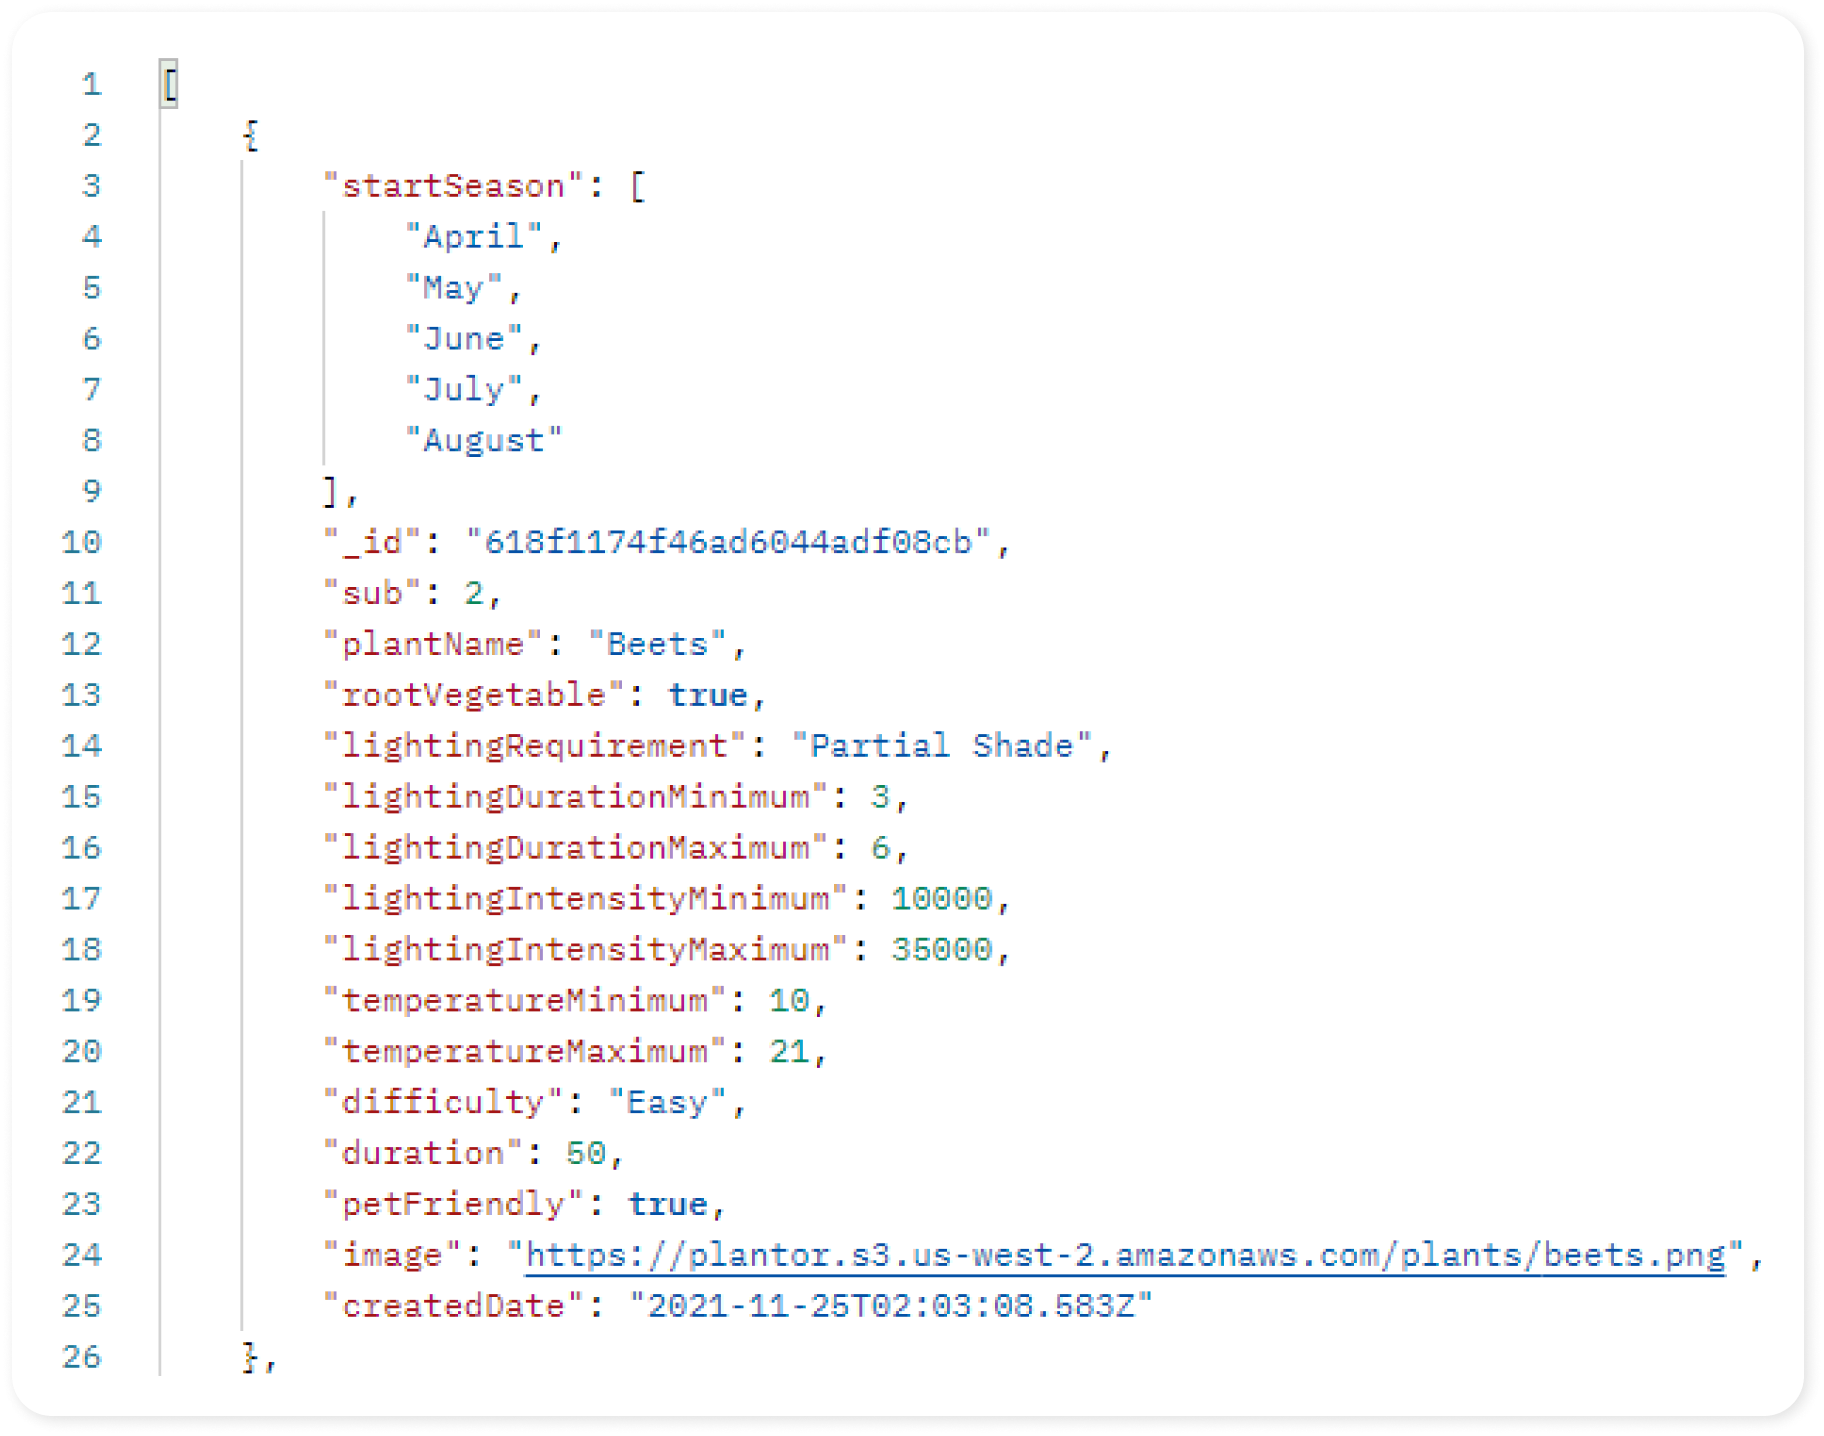 1 [
2 {
3 "startSeason": [
4 "April",
5 "May",
6 "June",
7 "July",
8 "August"
9 ],
10 "_id": "618f1174f46ad6044adf08cb",
11 "sub": 2,
12 "plantName": "Beets",
13 "rootVegetable": true,
14 "lightingRequirement": "Partial Shade",
15 "lightingDurationMinimum": 3,
16 "lightingDurationMaximum": 6,
17 "lightingIntensityMinimum": 10000,
18 "lightingIntensityMaximum": 35000,
19 "temperatureMinimum": 10,
20 "temperatureMaximum": 21,
21 "difficulty": "Easy",
22 "duration": 50,
23 "petFriendly": true,
24 "image": "https://plantor.s3.us-west-2.amazonaws.com/plants/beets.png",
25 "createdDate": "2021-11-25T02:03:08.583Z"
26 },